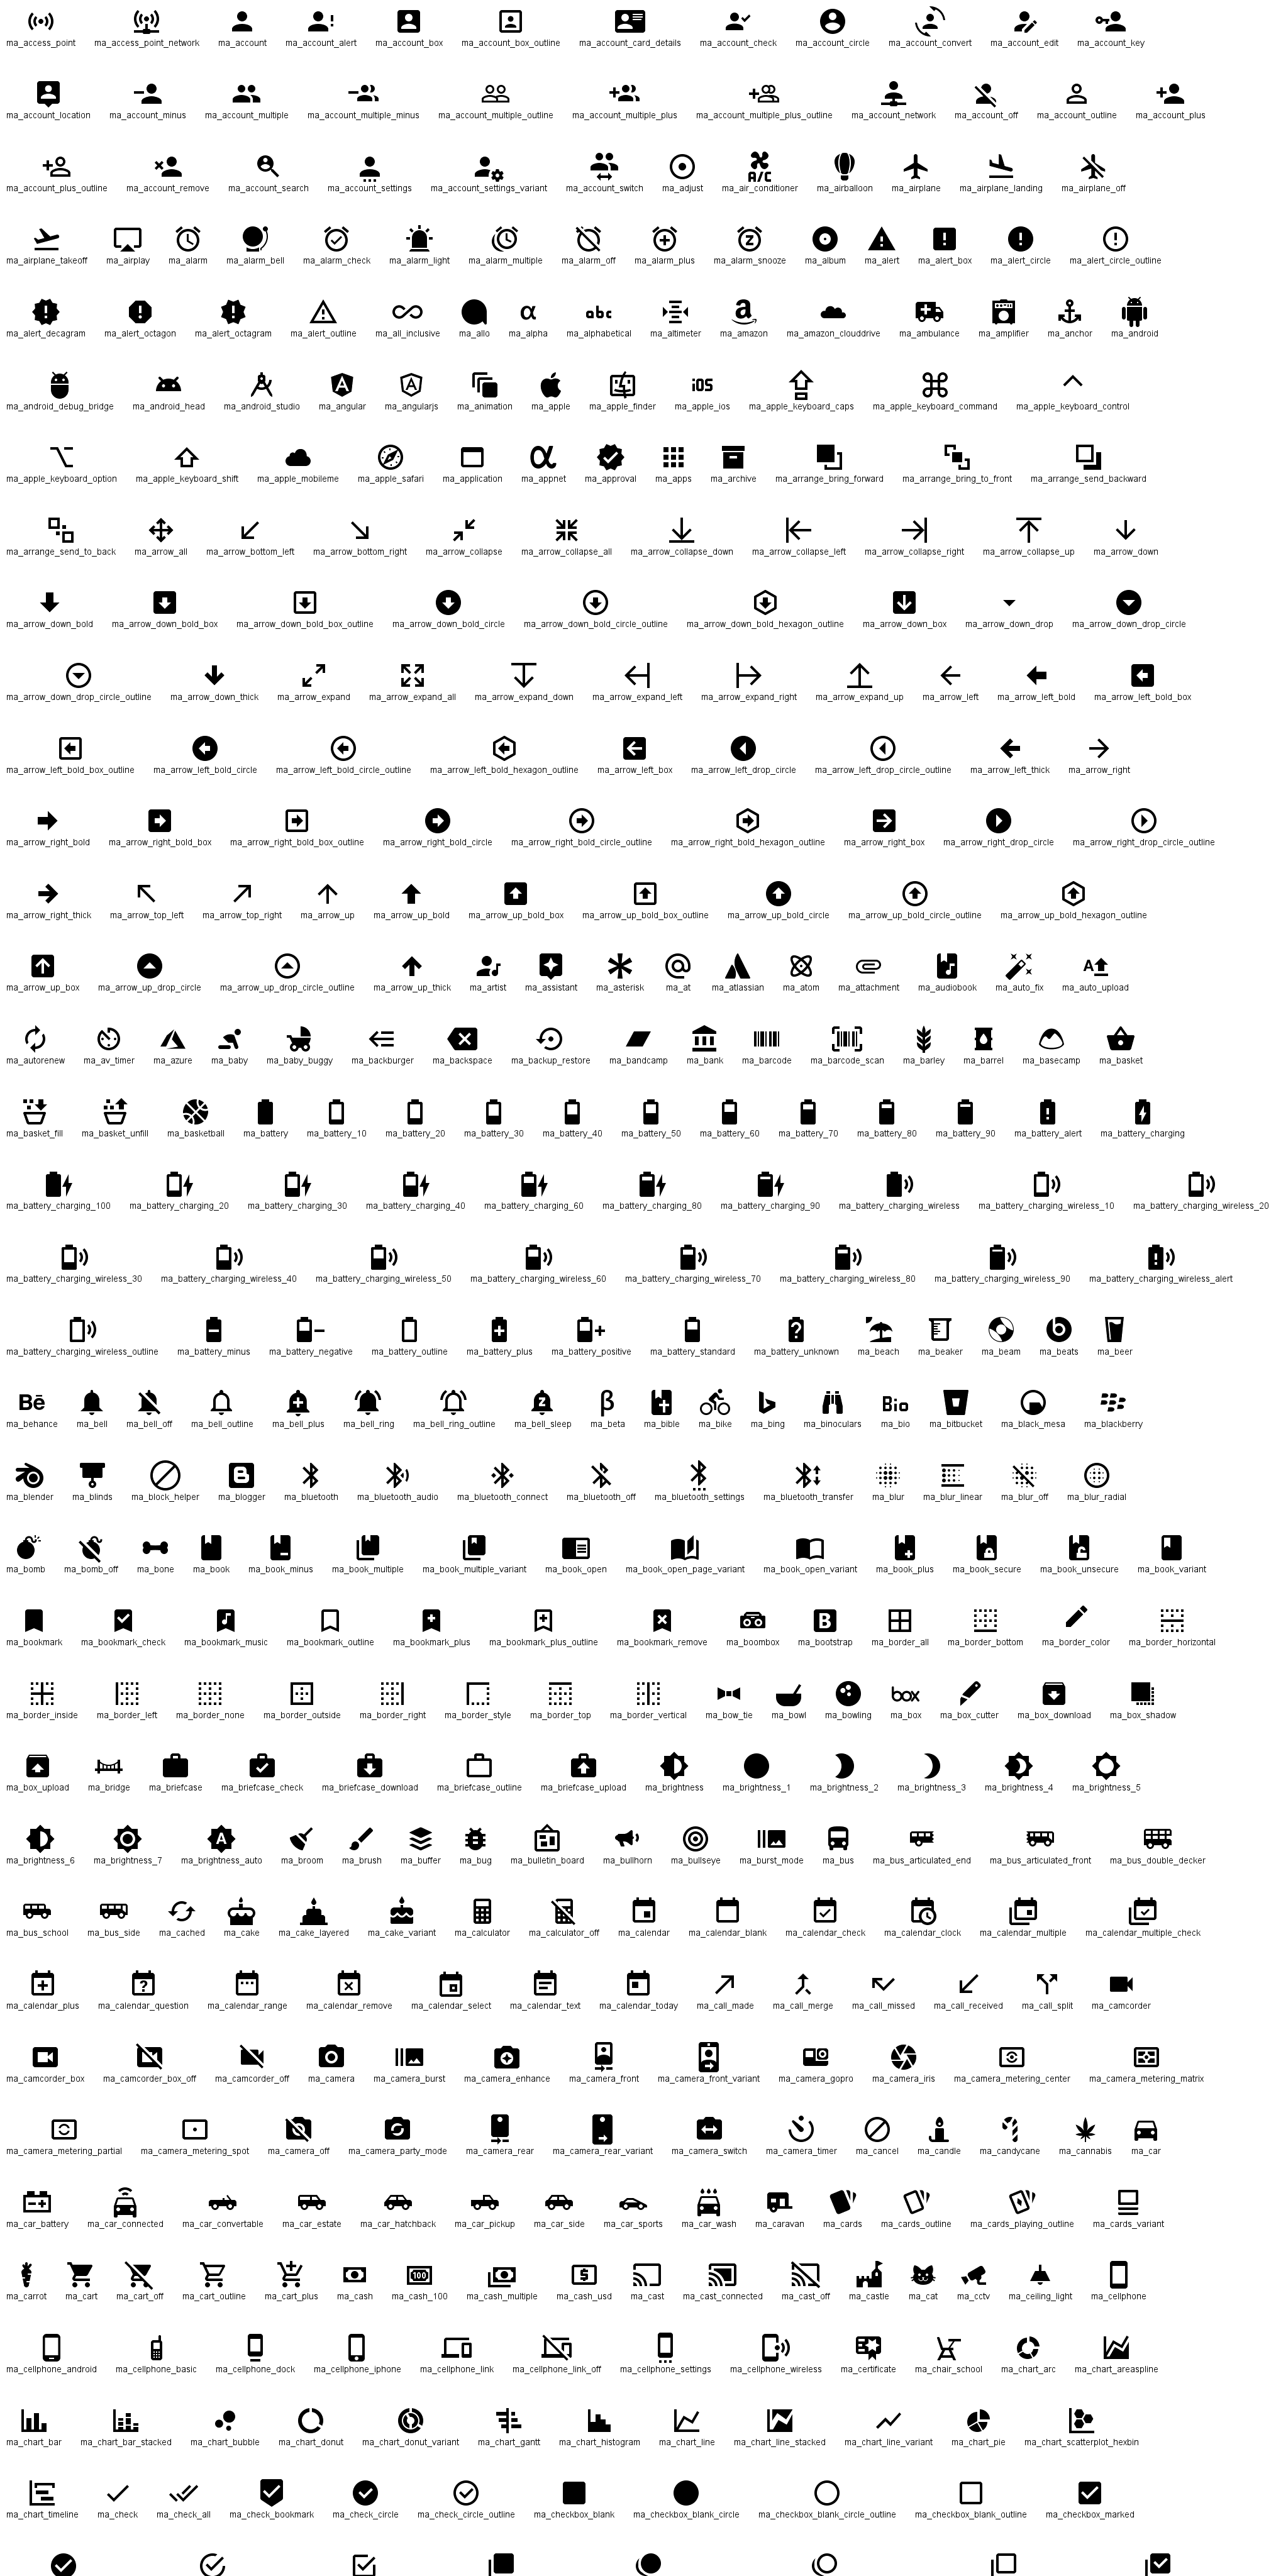 ma_access_point ma_access_point_network ma_account ma_account_alert ma_account_box ma_account_box_outline ma_account_card_details ma_account_check ma_account_circle ma_account_convert ma_account_edit ma_account_key
ma_account_location ma_account_minus ma_account_multiple ma_account_multiple_minus ma_account_multiple_outline ma_account_multiple_plus ma_account_multiple_plus_outline ma_account_network ma_account_off ma_account_outline ma_account_plus
ma_account_plus_outline ma_account_remove ma_account_search ma_account_settings ma_account_settings_variant ma_account_switch ma_adjust ma_air_conditioner ma_airballoon ma_airplane ma_airplane_landing ma_airplane_off
ma_airplane_takeoff ma_airplay ma_alarm ma_alarm_bell ma_alarm_check ma_alarm_light ma_alarm_multiple ma_alarm_off ma_alarm_plus ma_alarm_snooze ma_album ma_alert ma_alert_box ma_alert_circle ma_alert_circle_outline
ma_alert_decagram ma_alert_octagon ma_alert_octagram ma_alert_outline ma_all_inclusive ma_allo ma_alpha ma_alphabetical ma_altimeter ma_amazon ma_amazon_clouddrive ma_ambulance ma_amplifier ma_anchor ma_android
ma_android_debug_bridge ma_android_head ma_android_studio ma_angular ma_angularjs ma_animation ma_apple ma_apple_finder ma_apple_ios ma_apple_keyboard_caps ma_apple_keyboard_command ma_apple_keyboard_control
ma_apple_keyboard_option ma_apple_keyboard_shift ma_apple_mobileme ma_apple_safari ma_application ma_appnet ma_approval ma_apps ma_archive ma_arrange_bring_forward ma_arrange_bring_to_front ma_arrange_send_backward
ma_arrange_send_to_back ma_arrow_all ma_arrow_bottom_left ma_arrow_bottom_right ma_arrow_collapse ma_arrow_collapse_all ma_arrow_collapse_down ma_arrow_collapse_left ma_arrow_collapse_right ma_arrow_collapse_up ma_arrow_down
ma_arrow_down_bold ma_arrow_down_bold_box ma_arrow_down_bold_box_outline ma_arrow_down_bold_circle ma_arrow_down_bold_circle_outline ma_arrow_down_bold_hexagon_outline ma_arrow_down_box ma_arrow_down_drop ma_arrow_down_drop_circle
ma_arrow_down_drop_circle_outline ma_arrow_down_thick ma_arrow_expand ma_arrow_expand_all ma_arrow_expand_down ma_arrow_expand_left ma_arrow_expand_right ma_arrow_expand_up ma_arrow_left ma_arrow_left_bold ma_arrow_left_bold_box
ma_arrow_left_bold_box_outline ma_arrow_left_bold_circle ma_arrow_left_bold_circle_outline ma_arrow_left_bold_hexagon_outline ma_arrow_left_box ma_arrow_left_drop_circle ma_arrow_left_drop_circle_outline ma_arrow_left_thick ma_arrow_right
ma_arrow_right_bold ma_arrow_right_bold_box ma_arrow_right_bold_box_outline ma_arrow_right_bold_circle ma_arrow_right_bold_circle_outline ma_arrow_right_bold_hexagon_outline ma_arrow_right_box ma_arrow_right_drop_circle ma_arrow_right_drop_circle_outline
ma_arrow_right_thick ma_arrow_top_left ma_arrow_top_right ma_arrow_up ma_arrow_up_bold ma_arrow_up_bold_box ma_arrow_up_bold_box_outline ma_arrow_up_bold_circle ma_arrow_up_bold_circle_outline ma_arrow_up_bold_hexagon_outline
ma_arrow_up_box ma_arrow_up_drop_circle ma_arrow_up_drop_circle_outline ma_arrow_up_thick ma_artist ma_assistant ma_asterisk ma_at ma_atlassian ma_atom ma_attachment ma_audiobook ma_auto_fix ma_auto_upload
ma_autorenew ma_av_timer ma_azure ma_baby ma_baby_buggy ma_backburger ma_backspace ma_backup_restore ma_bandcamp ma_bank ma_barcode ma_barcode_scan ma_barley ma_barrel ma_basecamp ma_basket
ma_basket_fill ma_basket_unfill ma_basketball ma_battery ma_battery_10 ma_battery_20 ma_battery_30 ma_battery_40 ma_battery_50 ma_battery_60 ma_battery_70 ma_battery_80 ma_battery_90 ma_battery_alert ma_battery_charging
ma_battery_charging_100 ma_battery_charging_20 ma_battery_charging_30 ma_battery_charging_40 ma_battery_charging_60 ma_battery_charging_80 ma_battery_charging_90 ma_battery_charging_wireless ma_battery_charging_wireless_10 ma_battery_charging_wireless_20
ma_battery_charging_wireless_30 ma_battery_charging_wireless_40 ma_battery_charging_wireless_50 ma_battery_charging_wireless_60 ma_battery_charging_wireless_70 ma_battery_charging_wireless_80 ma_battery_charging_wireless_90 ma_battery_charging_wireless_alert
ma_battery_charging_wireless_outline ma_battery_minus ma_battery_negative ma_battery_outline ma_battery_plus ma_battery_positive ma_battery_standard ma_battery_unknown ma_beach ma_beaker ma_beam ma_beats ma_beer
ma_behance ma_bell ma_bell_off ma_bell_outline ma_bell_plus ma_bell_ring ma_bell_ring_outline ma_bell_sleep ma_beta ma_bible ma_bike ma_bing ma_binoculars ma_bio ma_bitbucket ma_black_mesa ma_blackberry
ma_blender ma_blinds ma_block_helper ma_blogger ma_bluetooth ma_bluetooth_audio ma_bluetooth_connect ma_bluetooth_off ma_bluetooth_settings ma_bluetooth_transfer ma_blur ma_blur_linear ma_blur_off ma_blur_radial
ma_bomb ma_bomb_off ma_bone ma_book ma_book_minus ma_book_multiple ma_book_multiple_variant ma_book_open ma_book_open_page_variant ma_book_open_variant ma_book_plus ma_book_secure ma_book_unsecure ma_book_variant
ma_bookmark ma_bookmark_check ma_bookmark_music ma_bookmark_outline ma_bookmark_plus ma_bookmark_plus_outline ma_bookmark_remove ma_boombox ma_bootstrap ma_border_all ma_border_bottom ma_border_color ma_border_horizontal
ma_border_inside ma_border_left ma_border_none ma_border_outside ma_border_right ma_border_style ma_border_top ma_border_vertical ma_bow_tie ma_bowl ma_bowling ma_box ma_box_cutter ma_box_download ma_box_shadow
ma_box_upload ma_bridge ma_briefcase ma_briefcase_check ma_briefcase_download ma_briefcase_outline ma_briefcase_upload ma_brightness ma_brightness_1 ma_brightness_2 ma_brightness_3 ma_brightness_4 ma_brightness_5
ma_brightness_6 ma_brightness_7 ma_brightness_auto ma_broom ma_brush ma_buffer ma_bug ma_bulletin_board ma_bullhorn ma_bullseye ma_burst_mode ma_bus ma_bus_articulated_end ma_bus_articulated_front ma_bus_double_decker
ma_bus_school ma_bus_side ma_cached ma_cake ma_cake_layered ma_cake_variant ma_calculator ma_calculator_off ma_calendar ma_calendar_blank ma_calendar_check ma_calendar_clock ma_calendar_multiple ma_calendar_multiple_check
ma_calendar_plus ma_calendar_question ma_calendar_range ma_calendar_remove ma_calendar_select ma_calendar_text ma_calendar_today ma_call_made ma_call_merge ma_call_missed ma_call_received ma_call_split ma_camcorder
ma_camcorder_box ma_camcorder_box_off ma_camcorder_off ma_camera ma_camera_burst ma_camera_enhance ma_camera_front ma_camera_front_variant ma_camera_gopro ma_camera_iris ma_camera_metering_center ma_camera_metering_matrix
ma_camera_metering_partial ma_camera_metering_spot ma_camera_off ma_camera_party_mode ma_camera_rear ma_camera_rear_variant ma_camera_switch ma_camera_timer ma_cancel ma_candle ma_candycane ma_cannabis ma_car
ma_car_battery ma_car_connected ma_car_convertable ma_car_estate ma_car_hatchback ma_car_pickup ma_car_side ma_car_sports ma_car_wash ma_caravan ma_cards ma_cards_outline ma_cards_playing_outline ma_cards_variant
ma_carrot ma_cart ma_cart_off ma_cart_outline ma_cart_plus ma_cash ma_cash_100 ma_cash_multiple ma_cash_usd ma_cast ma_cast_connected ma_cast_off ma_castle ma_cat ma_cctv ma_ceiling_light ma_cellphone
ma_cellphone_android ma_cellphone_basic ma_cellphone_dock ma_cellphone_iphone ma_cellphone_link ma_cellphone_link_off ma_cellphone_settings ma_cellphone_wireless ma_certificate ma_chair_school ma_chart_arc ma_chart_areaspline
ma_chart_bar ma_chart_bar_stacked ma_chart_bubble ma_chart_donut ma_chart_donut_variant ma_chart_gantt ma_chart_histogram ma_chart_line ma_chart_line_stacked ma_chart_line_variant ma_chart_pie ma_chart_scatterplot_hexbin
ma_chart_timeline ma_check ma_check_all ma_check_bookmark ma_check_circle ma_check_circle_outline ma_checkbox_blank ma_checkbox_blank_circle ma_checkbox_blank_circle_outline ma_checkbox_blank_outline ma_checkbox_marked